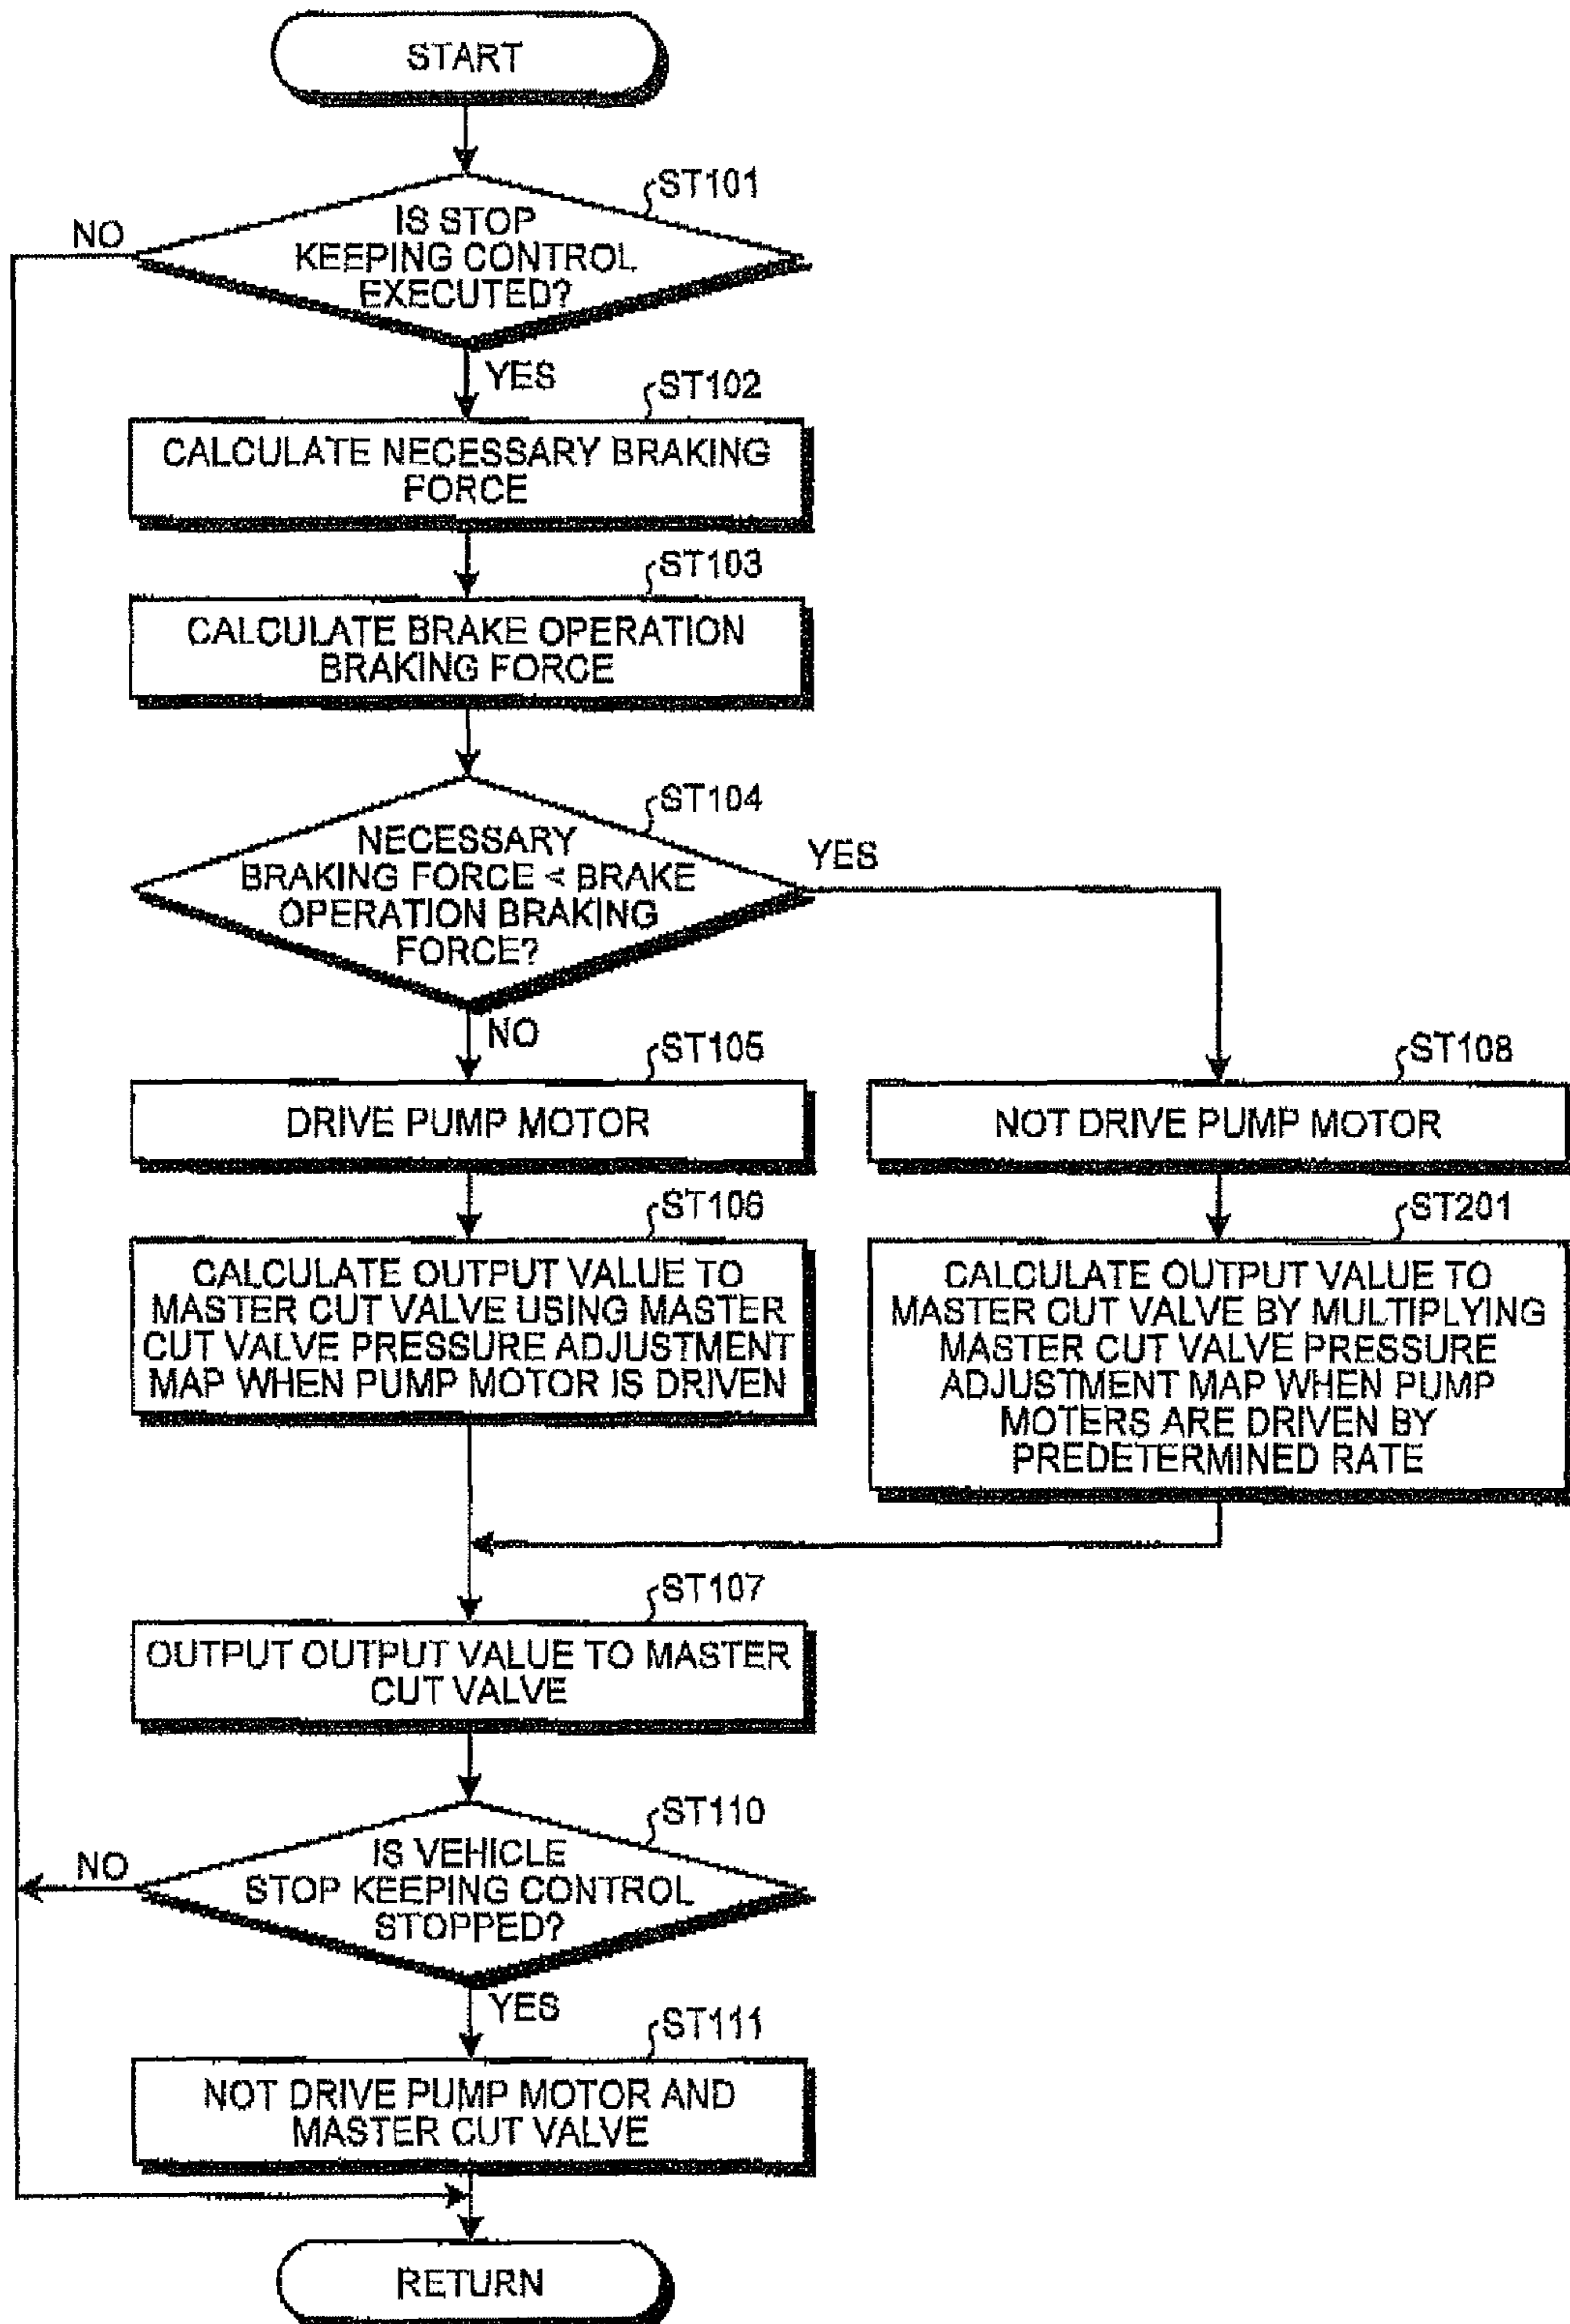 START
ST101
NO
IS STOP
KEEPING CONTROL
EXECUTED?
YES
ST102
CALCULATE NECESSARY BRAKING
FORCE
ST103
CALCULATE BRAKE OPERATION
BRAKING FORCE
ST104
NECESSARY
BRAKING FORCE < BRAKE
OPERATION BRAKING
FORCE?
YES
NO
ST105
DRIVE PUMP MOTOR
ST108
NOT DRIVE PUMP MOTOR
ST106
CALCULATE OUTPUT VALUE TO
MASTER CUT VALVE USING MASTER
CUT VALVE PRESSURE ADJUSTMENT
MAP WHEN PUMP MOTOR IS DRIVEN
ST201
CALCULATE OUTPUT VALUE TO
MASTER CUT VALVE BY MULTIPLYING
MASTER CUT VALVE PRESSURE
ADJUSTMENT MAP WHEN PUMP
MOTERS ARE DRIVEN BY
PREDETERMINED RATE
ST107
OUTPUT OUTPUT VALUE TO MASTER
CUT VALVE
ST110
NO
IS VEHICLE
STOP KEEPING CONTROL
STOPPED?
YES
ST111
NOT DRIVE PUMP MOTOR AND
MASTER CUT VALVE
RETURN